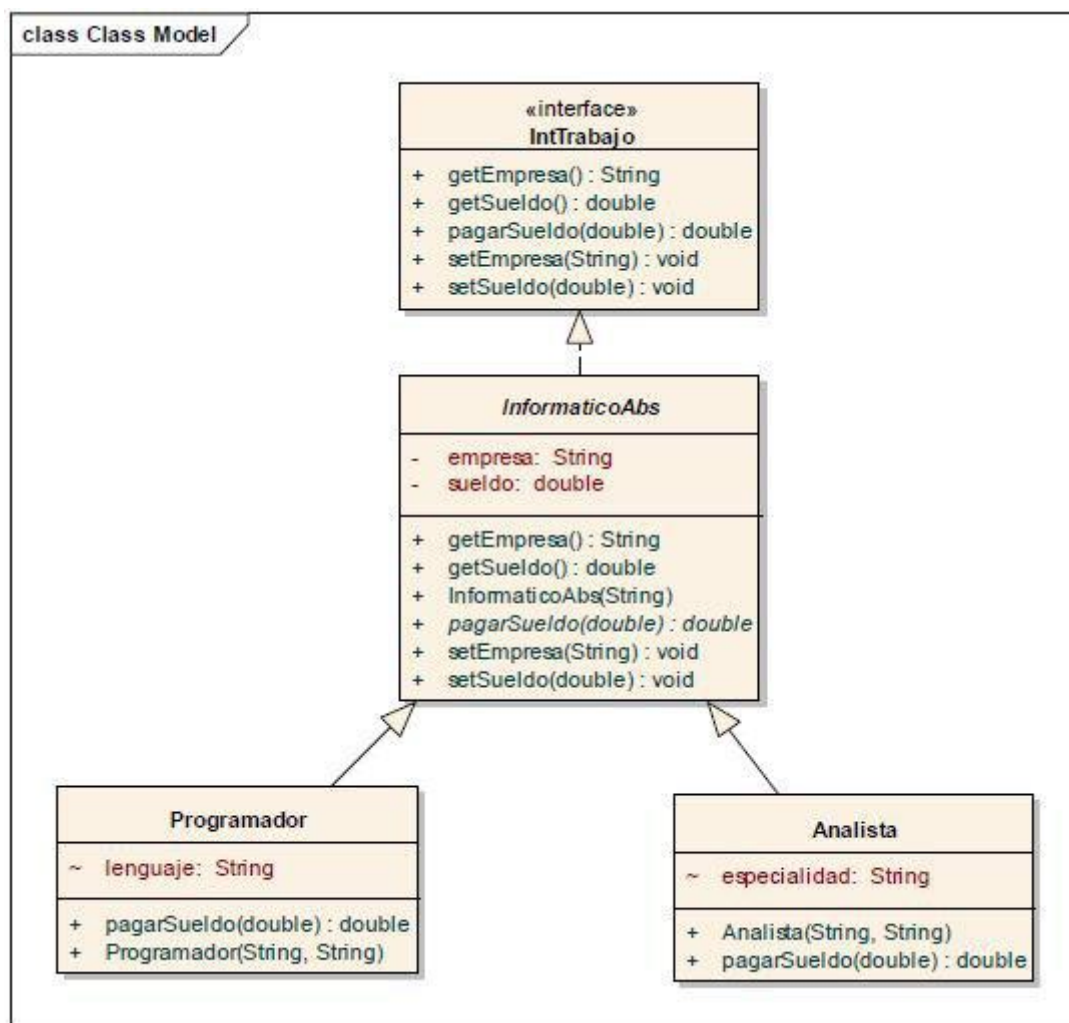 class Class Model
«interface»
IntTrabajo
+ getEmpresa() : String
+ getSueldo() : double
+ pagarSueldo(double) : double
+ setEmpresa(String) : void
+ setSueldo(double) : void
InformaticoAbs
- empresa: String
- sueldo: double
+ getEmpresa() : String
+ getSueldo() : double
+ InformaticoAbs(String)
+ pagarSueldo(double) : double
+ setEmpresa(String) : void
+ setSueldo(double) : void
Programador
~ lenguaje: String
+ pagarSueldo(double) : double
+ Programador(String, String)
Analista
~ especialidad: String
+ Analista(String, String)
+ pagarSueldo(double) : double